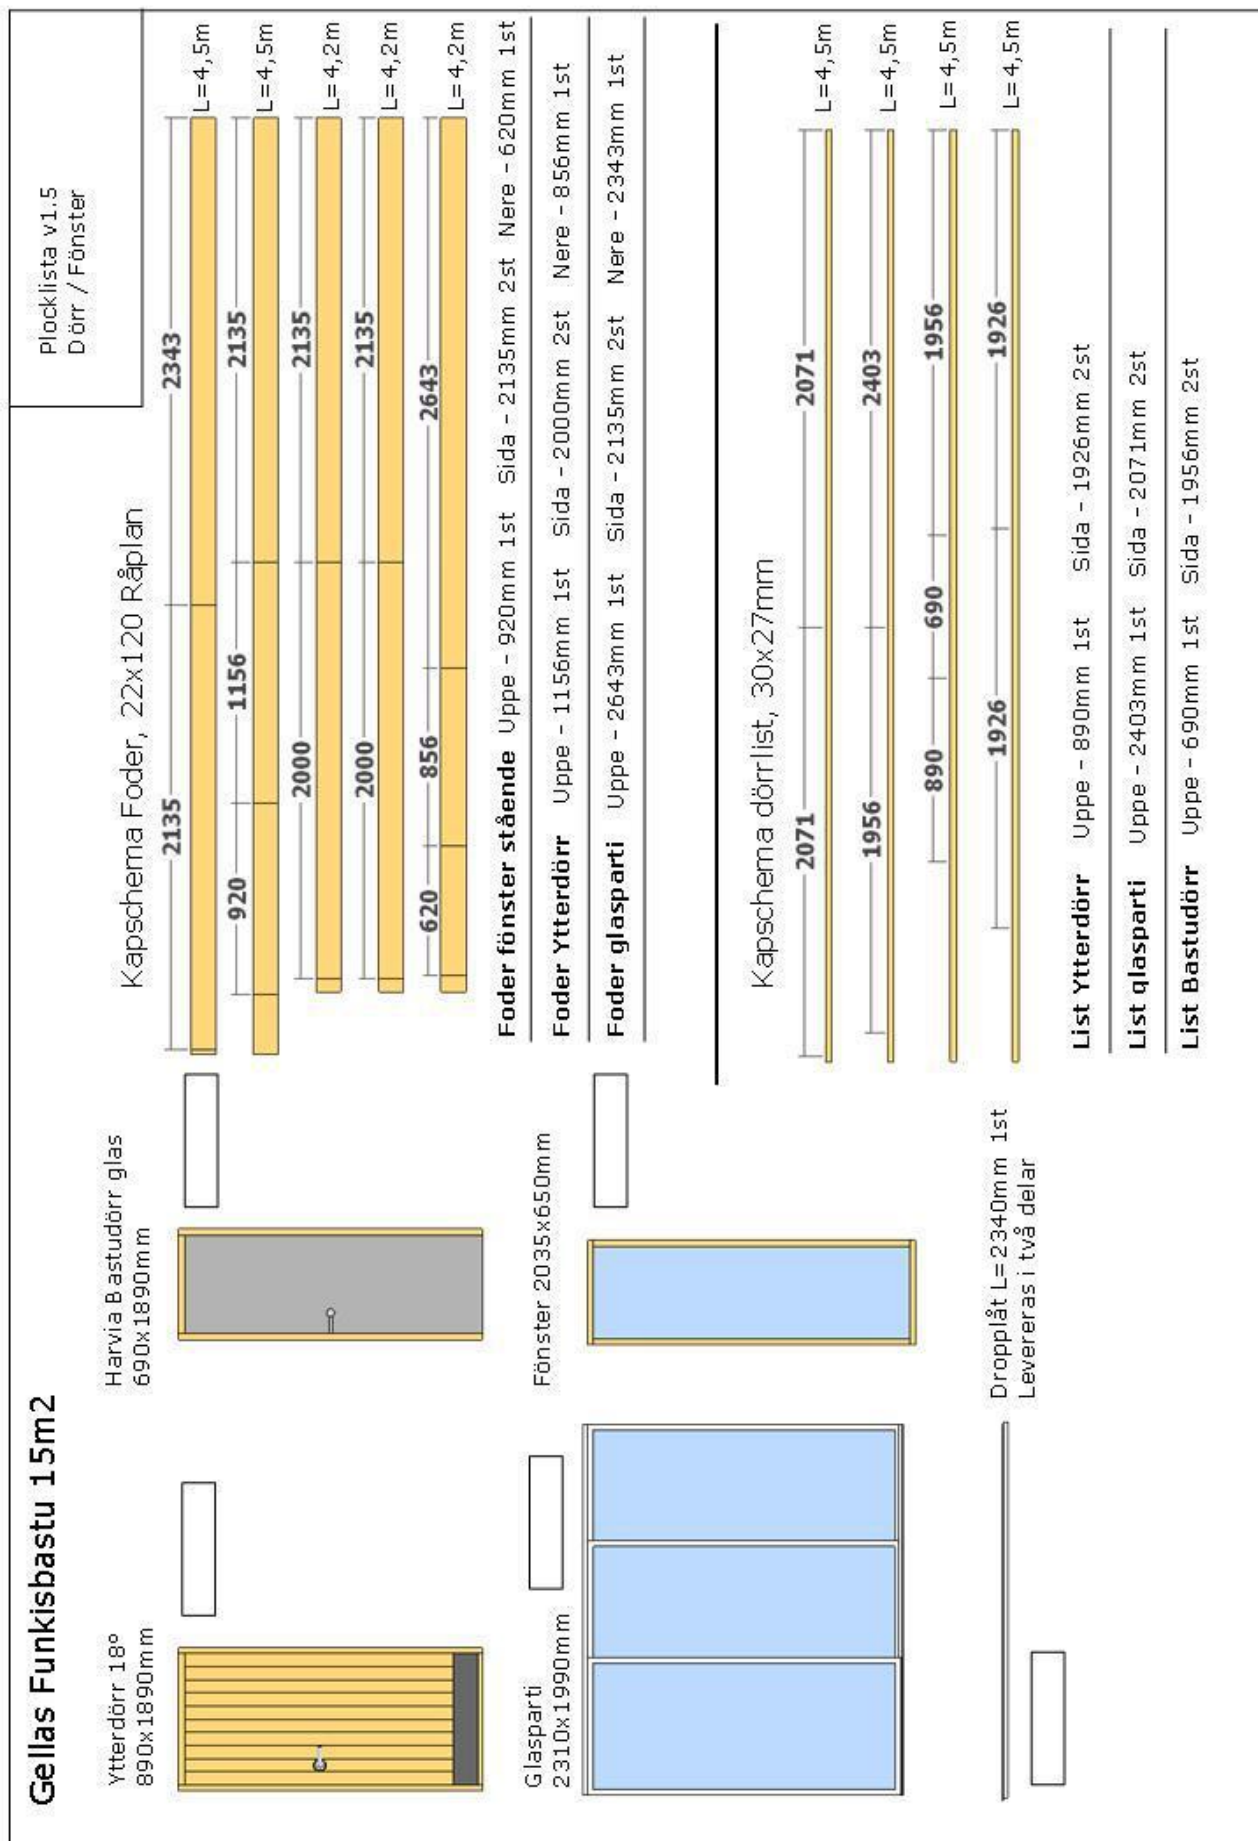 Gellas Funkisbastu 15m2
Plocklista v1.5
Dörr / Fönster
Ytterdörr 18º
890x1890mm
Harvia Bastudörr glas
690x1890mm
Glasparti
2310x1990mm
Fönster 2035x650mm
Dropplåt L=2340mm 1st
Levereras i två delar
Kapschema Foder, 22x120 Råplan
2135 2343 L=4,5m
920 1156 2135 L=4,5m
2000 2135 L=4,2m
2000 2135 L=4,2m
620 856 2643 L=4,2m
Foder fönster stående Uppe - 920mm 1st Sida - 2135mm 2st Nere - 620mm 1st
Foder Ytterdörr Uppe - 1156mm 1st Sida - 2000mm 2st Nere - 856mm 1st
Foder glasparti Uppe - 2643mm 1st Sida - 2135mm 2st Nere - 2343mm 1st
Kapschema dörrlist, 30x27mm
2071 2071 L=4,5m
1956 2403 L=4,5m
890 690 1956 L=4,5m
1926 1926 L=4,5m
List Ytterdörr Uppe - 890mm 1st Sida - 1926mm 2st
List glasparti Uppe - 2403mm 1st Sida - 2071mm 2st
List Bastudörr Uppe - 690mm 1st Sida - 1956mm 2st